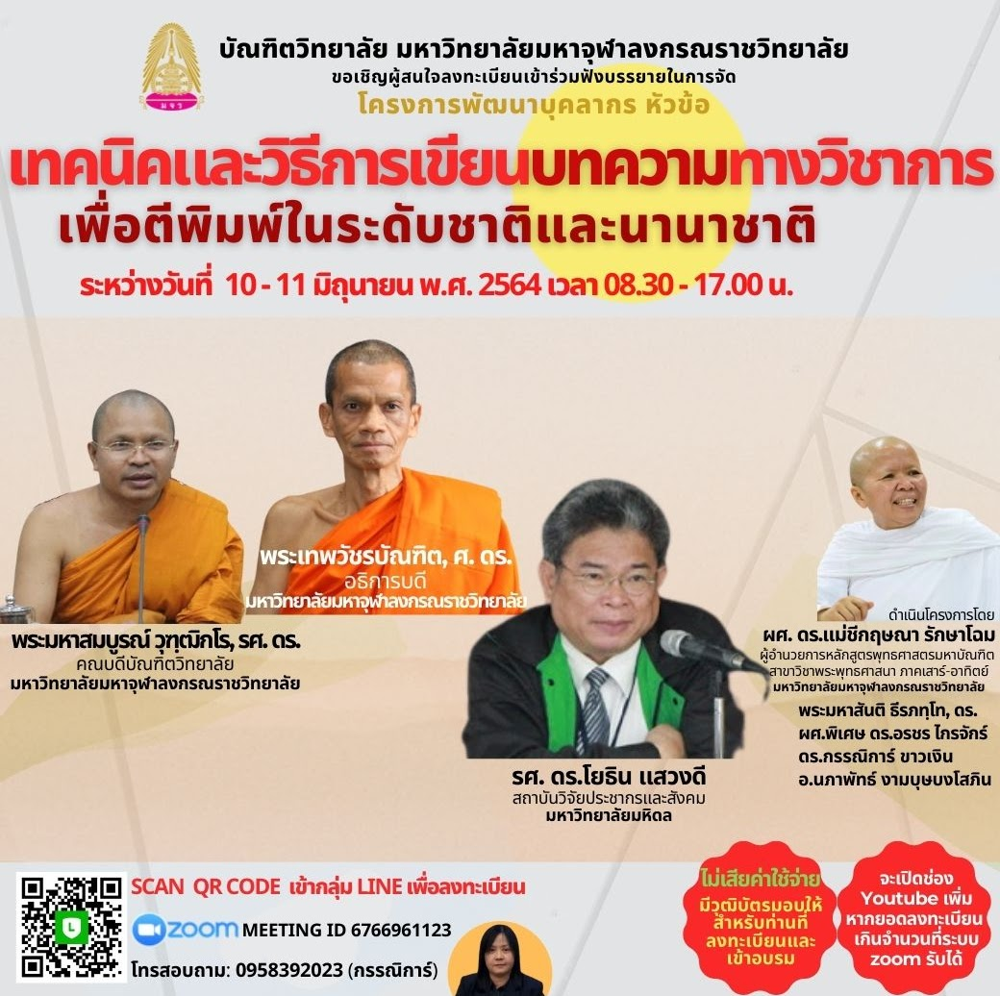 มจร
บัณฑิตวิทยาลัย มหาวิทยาลัยมหาจุฬาลงกรณราชวิทยาลัย
ขอเชิญผู้สนใจลงทะเบียนเข้าร่วมฟังบรรยายในการจัด
โครงการพัฒนาบุคลากร หัวข้อ
เทคนิคและวิธีการเขียนบทความทางวิชาการ
เพื่อตีพิมพ์ในระดับชาติและนานาชาติ
ระหว่างวันที่ 10 - 11 มิถุนายน พ.ศ. 2564 เวลา 08.30 - 17.00 น.
พระเทพวัชรบัณฑิต, ศ. ดร.
อธิการบดี
มหาวิทยาลัยมหาจุฬาลงกรณราชวิทยาลัย
พระมหาสมบูรณ์ วุฑฺฒิกโร, รศ. ดร.
คณบดีบัณฑิตวิทยาลัย
มหาวิทยาลัยมหาจุฬาลงกรณราชวิทยาลัย
รศ. ดร.โยธิน แสวงดี
สถาบันวิจัยประชากรและสังคม
มหาวิทยาลัยมหิดล
ดำเนินโครงการโดย
ผศ. ดร.แม่ชีกฤษณา รักษาโฉม
ผู้อำนวยการหลักสูตรพุทธศาสตรมหาบัณฑิต
สาขาวิชาพระพุทธศาสนา ภาคเสาร์-อาทิตย์
มหาวิทยาลัยมหาจุฬาลงกรณราชวิทยาลัย
พระมหาสันติ ธีรภทฺโท, ดร.
ผศ.พิเศษ ดร.อรชร ไกรจักร์
ดร.กรรณิการ์ ขาวเงิน
อ.นภาพัทธ์ งามบุษบงโสภิน
SCAN QR CODE เข้ากลุ่ม LINE เพื่อลงทะเบียน
zoom MEETING ID 6766961123
โทรสอบถาม: 0958392023 (กรรณิการ์)
ไม่เสียค่าใช้จ่าย
มีวุฒิบัตรมอบให้
สำหรับท่านที่
ลงทะเบียนและ
เข้าอบรม
จะเปิดช่อง
Youtube เพิ่ม
หากยอดลงทะเบียน
เกินจำนวนที่ระบบ
zoom รับได้